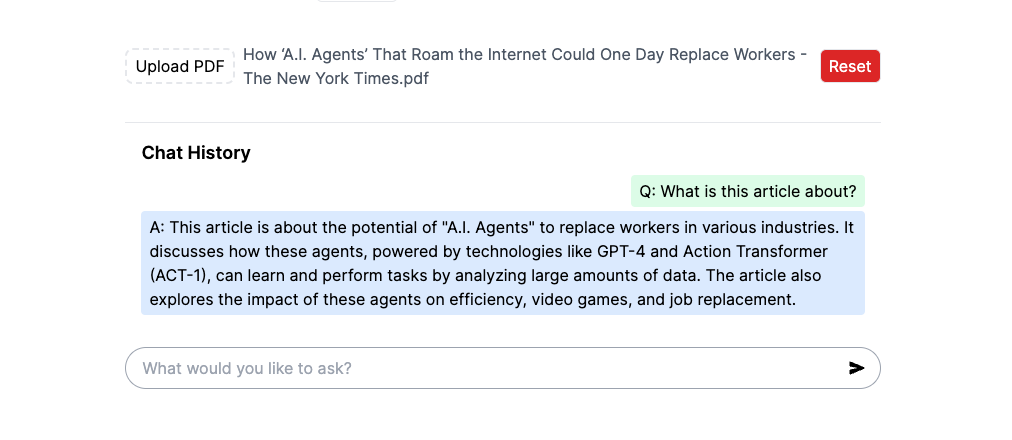 Upload PDF
How ‘A.I. Agents’ That Roam the Internet Could One Day Replace Workers -
The New York Times.pdf
Reset
Chat History
Q: What is this article about?
A: This article is about the potential of "A.I. Agents" to replace workers in various industries. It
discusses how these agents, powered by technologies like GPT-4 and Action Transformer
(ACT-1), can learn and perform tasks by analyzing large amounts of data. The article also
explores the impact of these agents on efficiency, video games, and job replacement.
What would you like to ask?